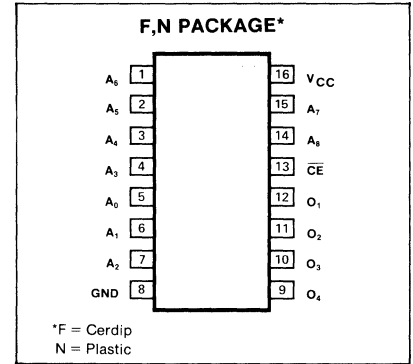 F,N PACKAGE*
A₆ 1 16 VCC
A₅ 2 15 A₇
A₄ 3 14 A₈
A₃ 4 13 C̅E̅
A₀ 5 12 O₁
A₁ 6 11 O₂
A₂ 7 10 O₃
GND 8 9 O₄
*F = Cerdip
N = Plastic